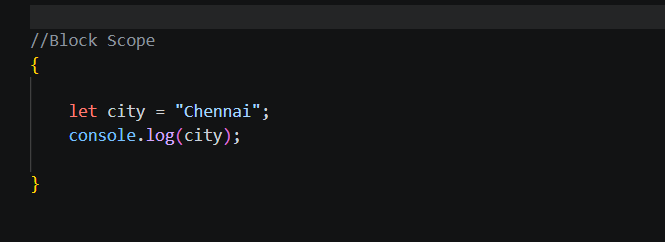 //Block Scope
{
let city = "Chennai";
console.log(city);
}